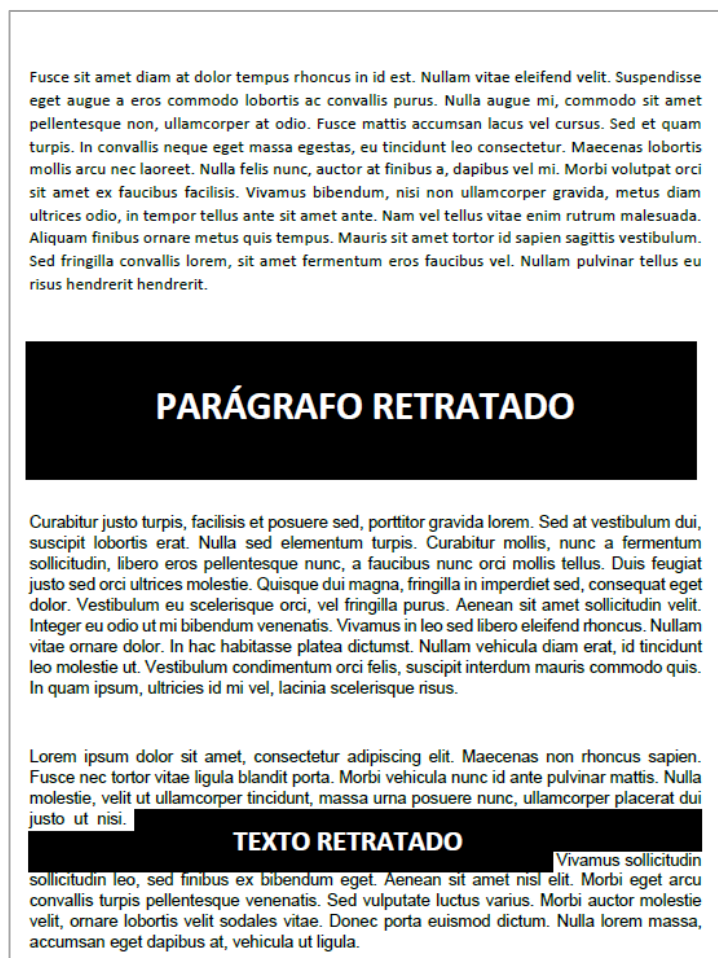 Fusce sit amet diam at dolor tempus rhoncus in id est. Nullam vitae eleifend velit. Suspendisse
eget augue a eros commodo lobortis ac convallis purus. Nulla augue mi, commodo sit amet
pellentesque non, ullamcorper at odio. Fusce mattis accumsan lacus vel cursus. Sed et quam
turpis. In convallis neque eget massa egestas, eu tincidunt leo consectetur. Maecenas lobortis
mollis arcu nec laoreet. Nulla felis nunc, auctor at finibus a, dapibus vel mi. Morbi volutpat orci
sit amet ex faucibus facilisis. Vivamus bibendum, nisi non ullamcorper gravida, metus diam
ultrices odio, in tempor tellus ante sit amet ante. Nam vel tellus vitae enim rutrum malesuada.
Aliquam finibus ornare metus quis tempus. Mauris sit amet tortor id sapien sagittis vestibulum.
Sed fringilla convallis lorem, sit amet fermentum eros faucibus vel. Nullam pulvinar tellus eu
risus hendrerit hendrerit.
PARÁGRAFO RETRATADO
Curabitur justo turpis, facilisis et posuere sed, porttitor gravida lorem. Sed at vestibulum dui,
suscipit lobortis erat. Nulla sed elementum turpis. Curabitur mollis, nunc a fermentum
sollicitudin, libero eros pellentesque nunc, a faucibus nunc orci mollis tellus. Duis feugiat
justo sed orci ultrices molestie. Quisque dui magna, fringilla in imperdiet sed, consequat eget
dolor. Vestibulum eu scelerisque orci, vel fringilla purus. Aenean sit amet sollicitudin velit.
Integer eu odio ut mi bibendum venenatis. Vivamus in leo sed libero eleifend rhoncus. Nullam
vitae ornare dolor. In hac habitasse platea dictumst. Nullam vehicula diam erat, id tincidunt
leo molestie ut. Vestibulum condimentum orci felis, suscipit interdum mauris commodo quis.
In quam ipsum, ultricies id mi vel, lacinia scelerisque risus.
Lorem ipsum dolor sit amet, consectetur adipiscing elit. Maecenas non rhoncus sapien.
Fusce nec tortor vitae ligula blandit porta. Morbi vehicula nunc id ante pulvinar mattis. Nulla
molestie, velit ut ullamcorper tincidunt, massa urna posuere nunc, ullamcorper placerat dui
justo ut nisi.
TEXTO RETRATADO
Vivamus sollicitudin
sollicitudin leo, sed finibus ex bibendum eget. Aenean sit amet nisl elit. Morbi eget arcu
convallis turpis pellentesque venenatis. Sed vulputate luctus varius. Morbi auctor molestie
velit, ornare lobortis velit sodales vitae. Donec porta euismod dictum. Nulla lorem massa,
accumsan eget dapibus at, vehicula ut ligula.